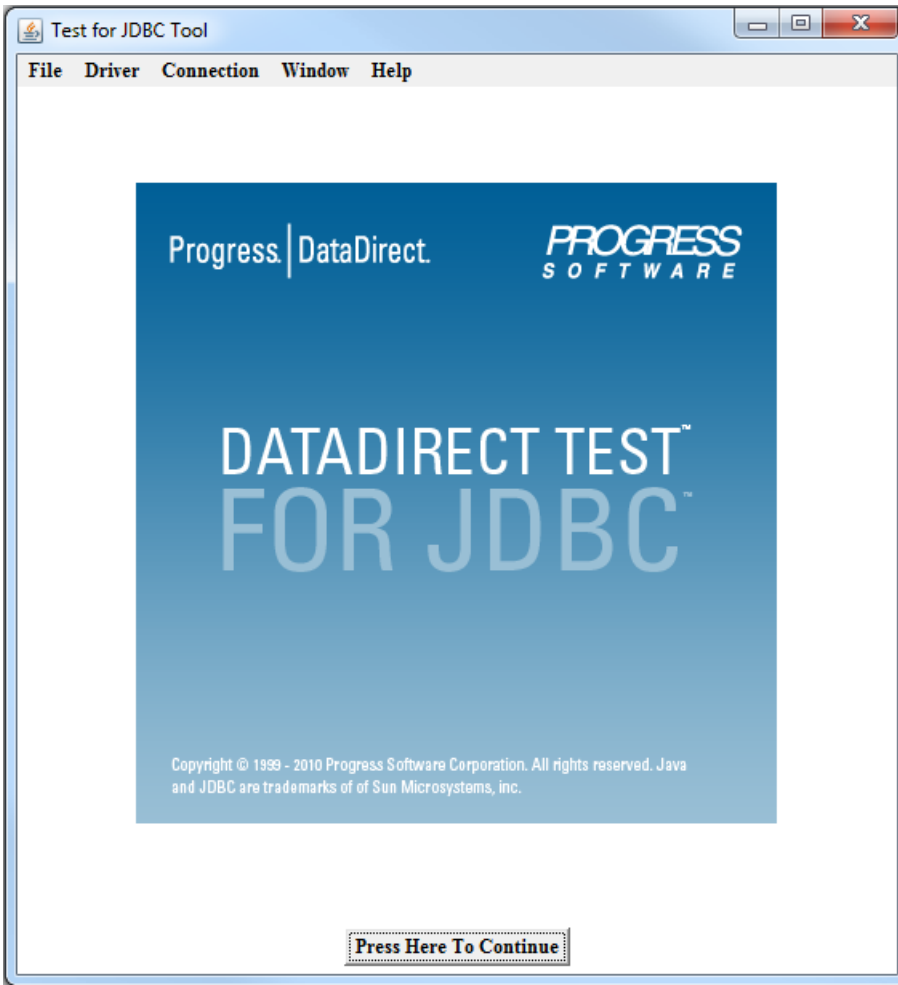 Test for JDBC Tool
File Driver Connection Window Help
Progress. | DataDirect.
PROGRESS
SOFTWARE
DATADIRECT TEST™
FOR JDBC™
Copyright © 1999 - 2010 Progress Software Corporation. All rights reserved. Java
and JDBC are trademarks of of Sun Microsystems, inc.
Press Here To Continue